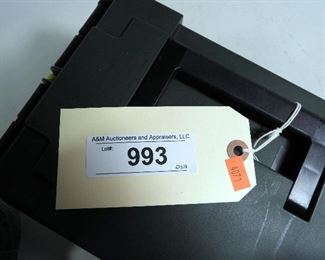 A&M Auctioneers and Appraisers, LLC
Lot#:
993